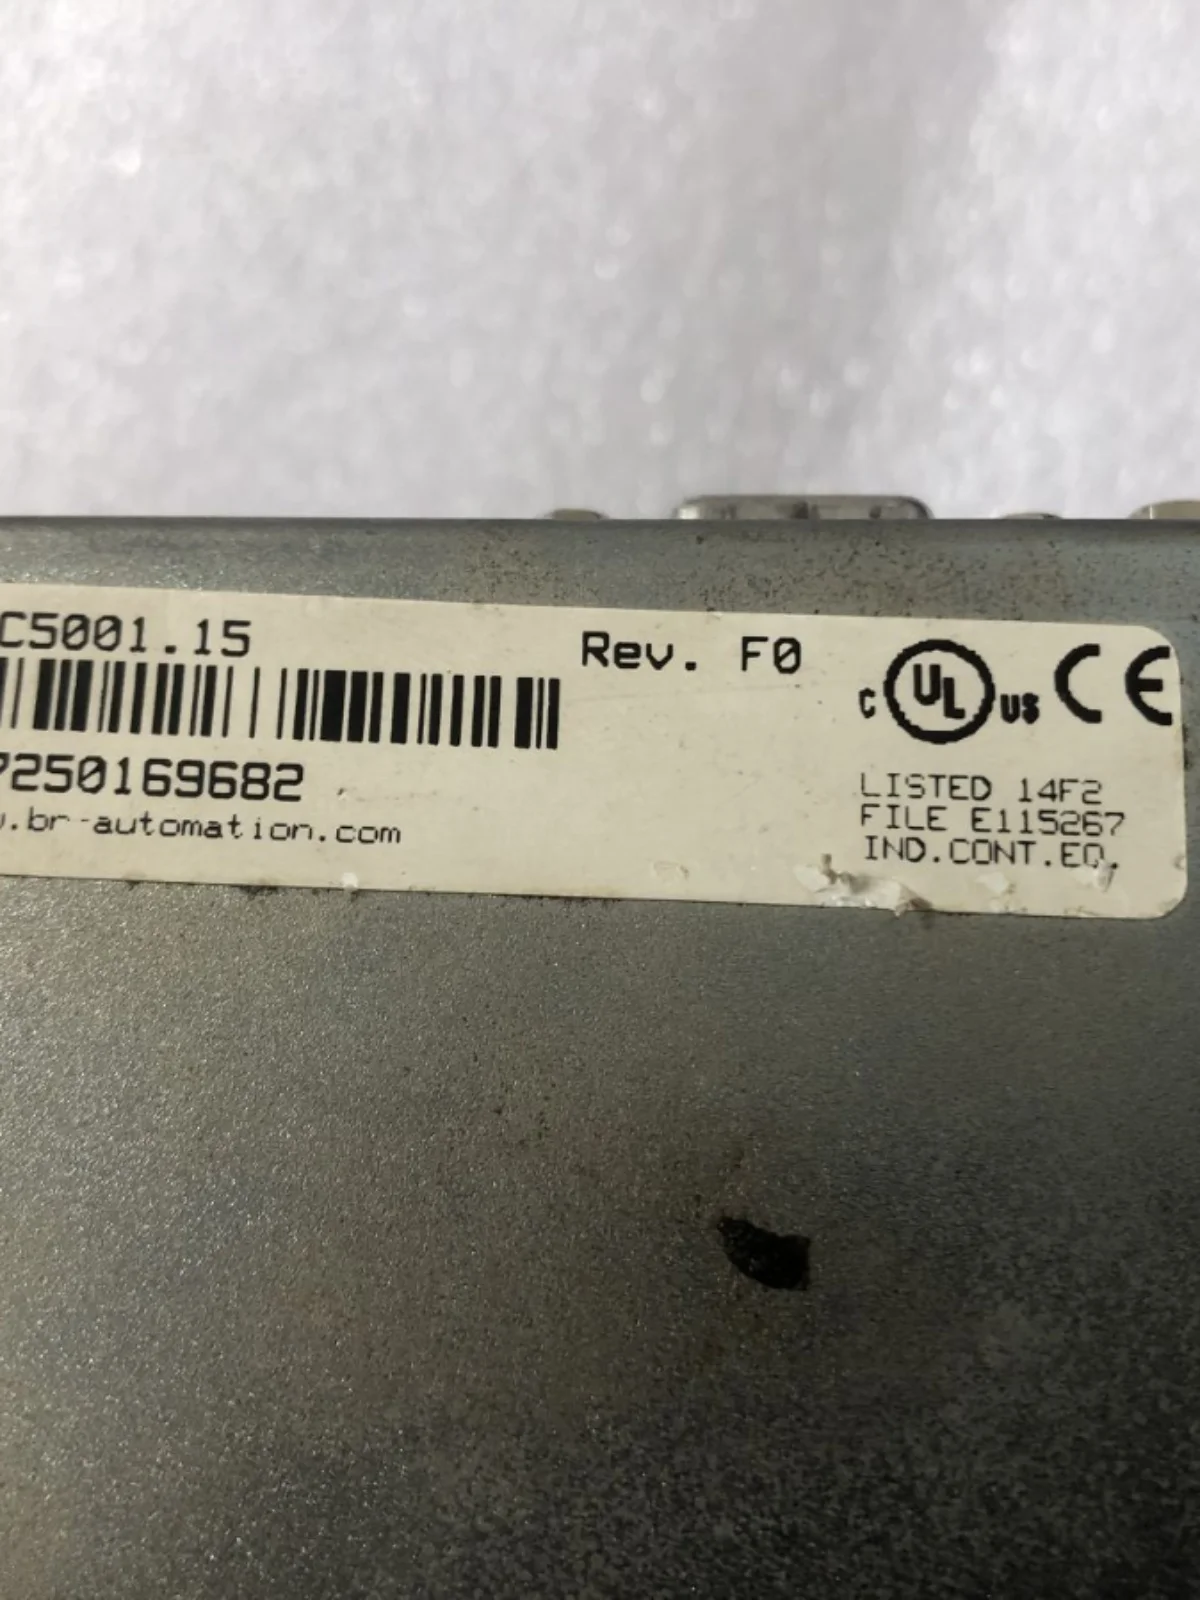 C5001.15
Rev. F0
C UL US CE
7250169682
.br-automation.com
LISTED 14F2
FILE E115267
IND.CONT.EQ.